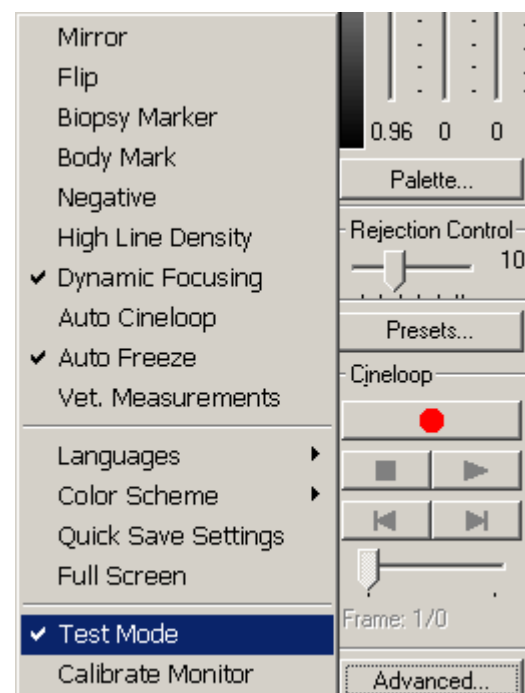 Mirror
Flip
Biopsy Marker
Body Mark
Negative
High Line Density
Dynamic Focusing
Auto Cineloop
Auto Freeze
Vet. Measurements
Languages
Color Scheme
Quick Save Settings
Full Screen
Test Mode
Calibrate Monitor
0.96 0 0
Palette...
Rejection Control
10
Presets...
Cineloop
Frame: 1/0
Advanced...